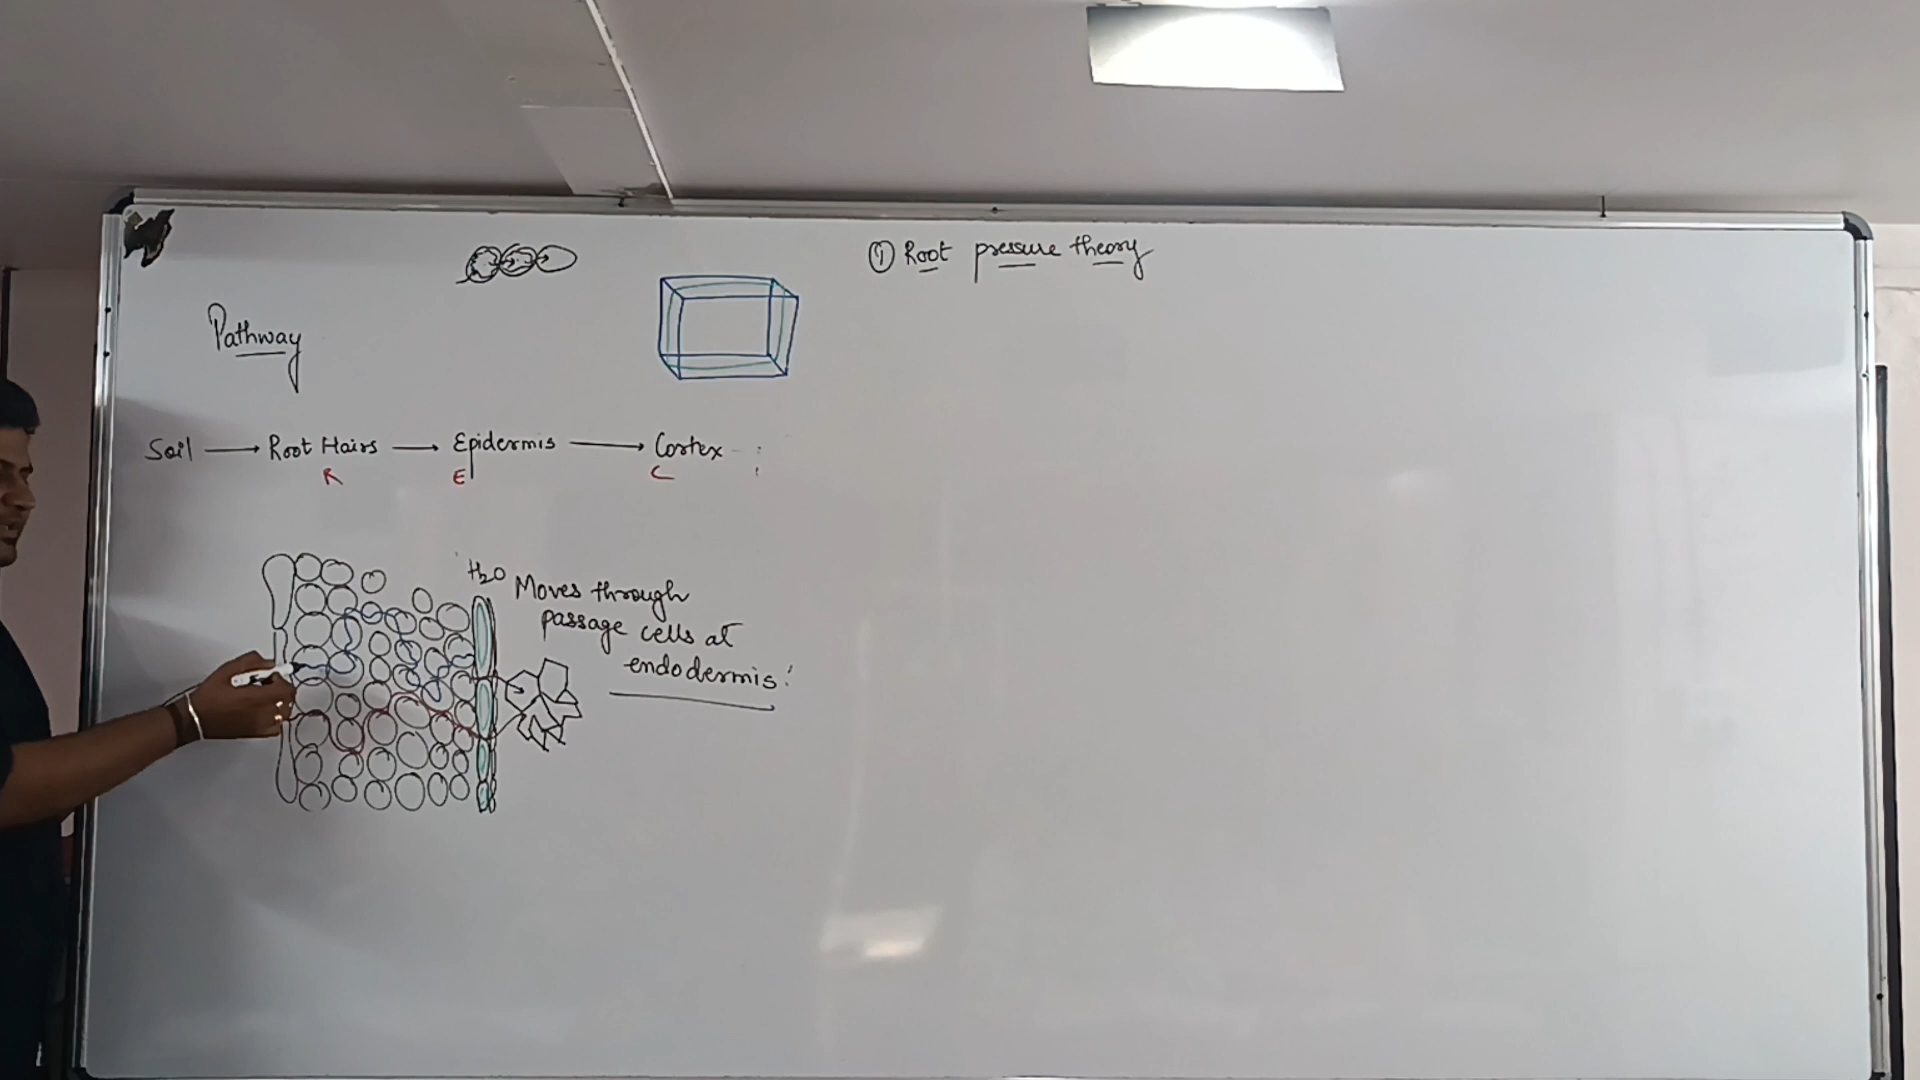 ① Root pressure theory
Pathway
Soil → Root Hairs → Epidermis → Cortex
R E C
H2O Moves through
passage cells at
endodermis